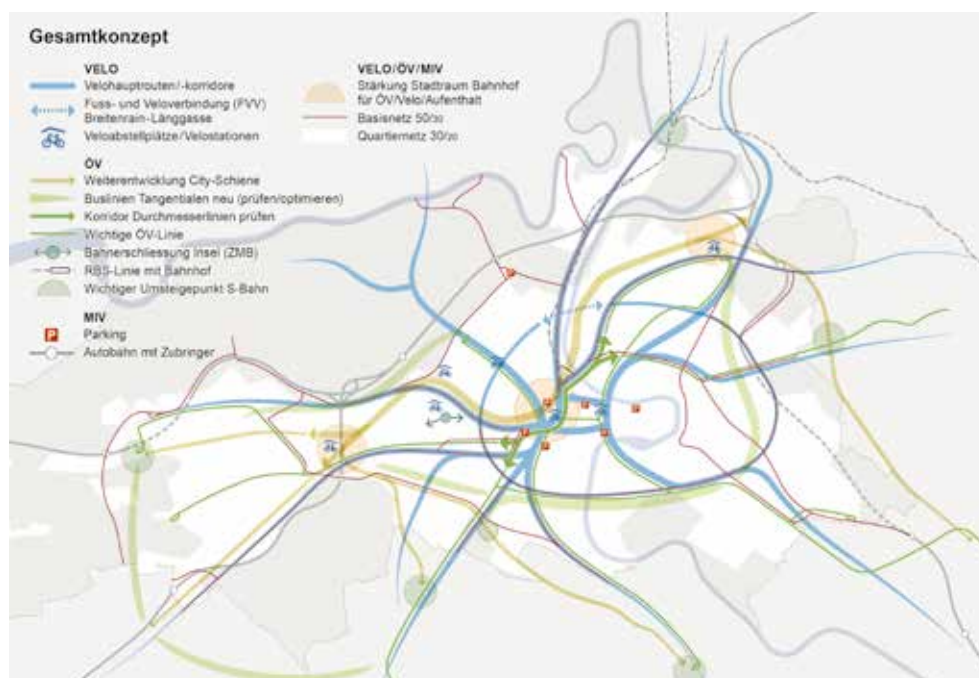 Gesamtkonzept
VELO
Velohauptrouten/-korridore
Fuss- und Veloverbindung (FVV)
Breitenrain-Länggasse
Veloabstellplätze/Velostationen
ÖV
Weiterentwicklung City-Schiene
Buslinien Tangentialen neu (prüfen/optimieren)
Korridor Durchmesserlinien prüfen
Wichtige ÖV-Linie
Bahnerschliessung Insel (ZMB)
RBS-Linie mit Bahnhof
Wichtiger Umsteigepunkt S-Bahn
MIV
P Parking
Autobahn mit Zubringer
VELO/ÖV/MIV
Stärkung Stadtraum Bahnhof
für ÖV/Velo/Aufenthalt
Basisnetz 50/30
Quartiernetz 30/20
P
P
P
P
P
P
P